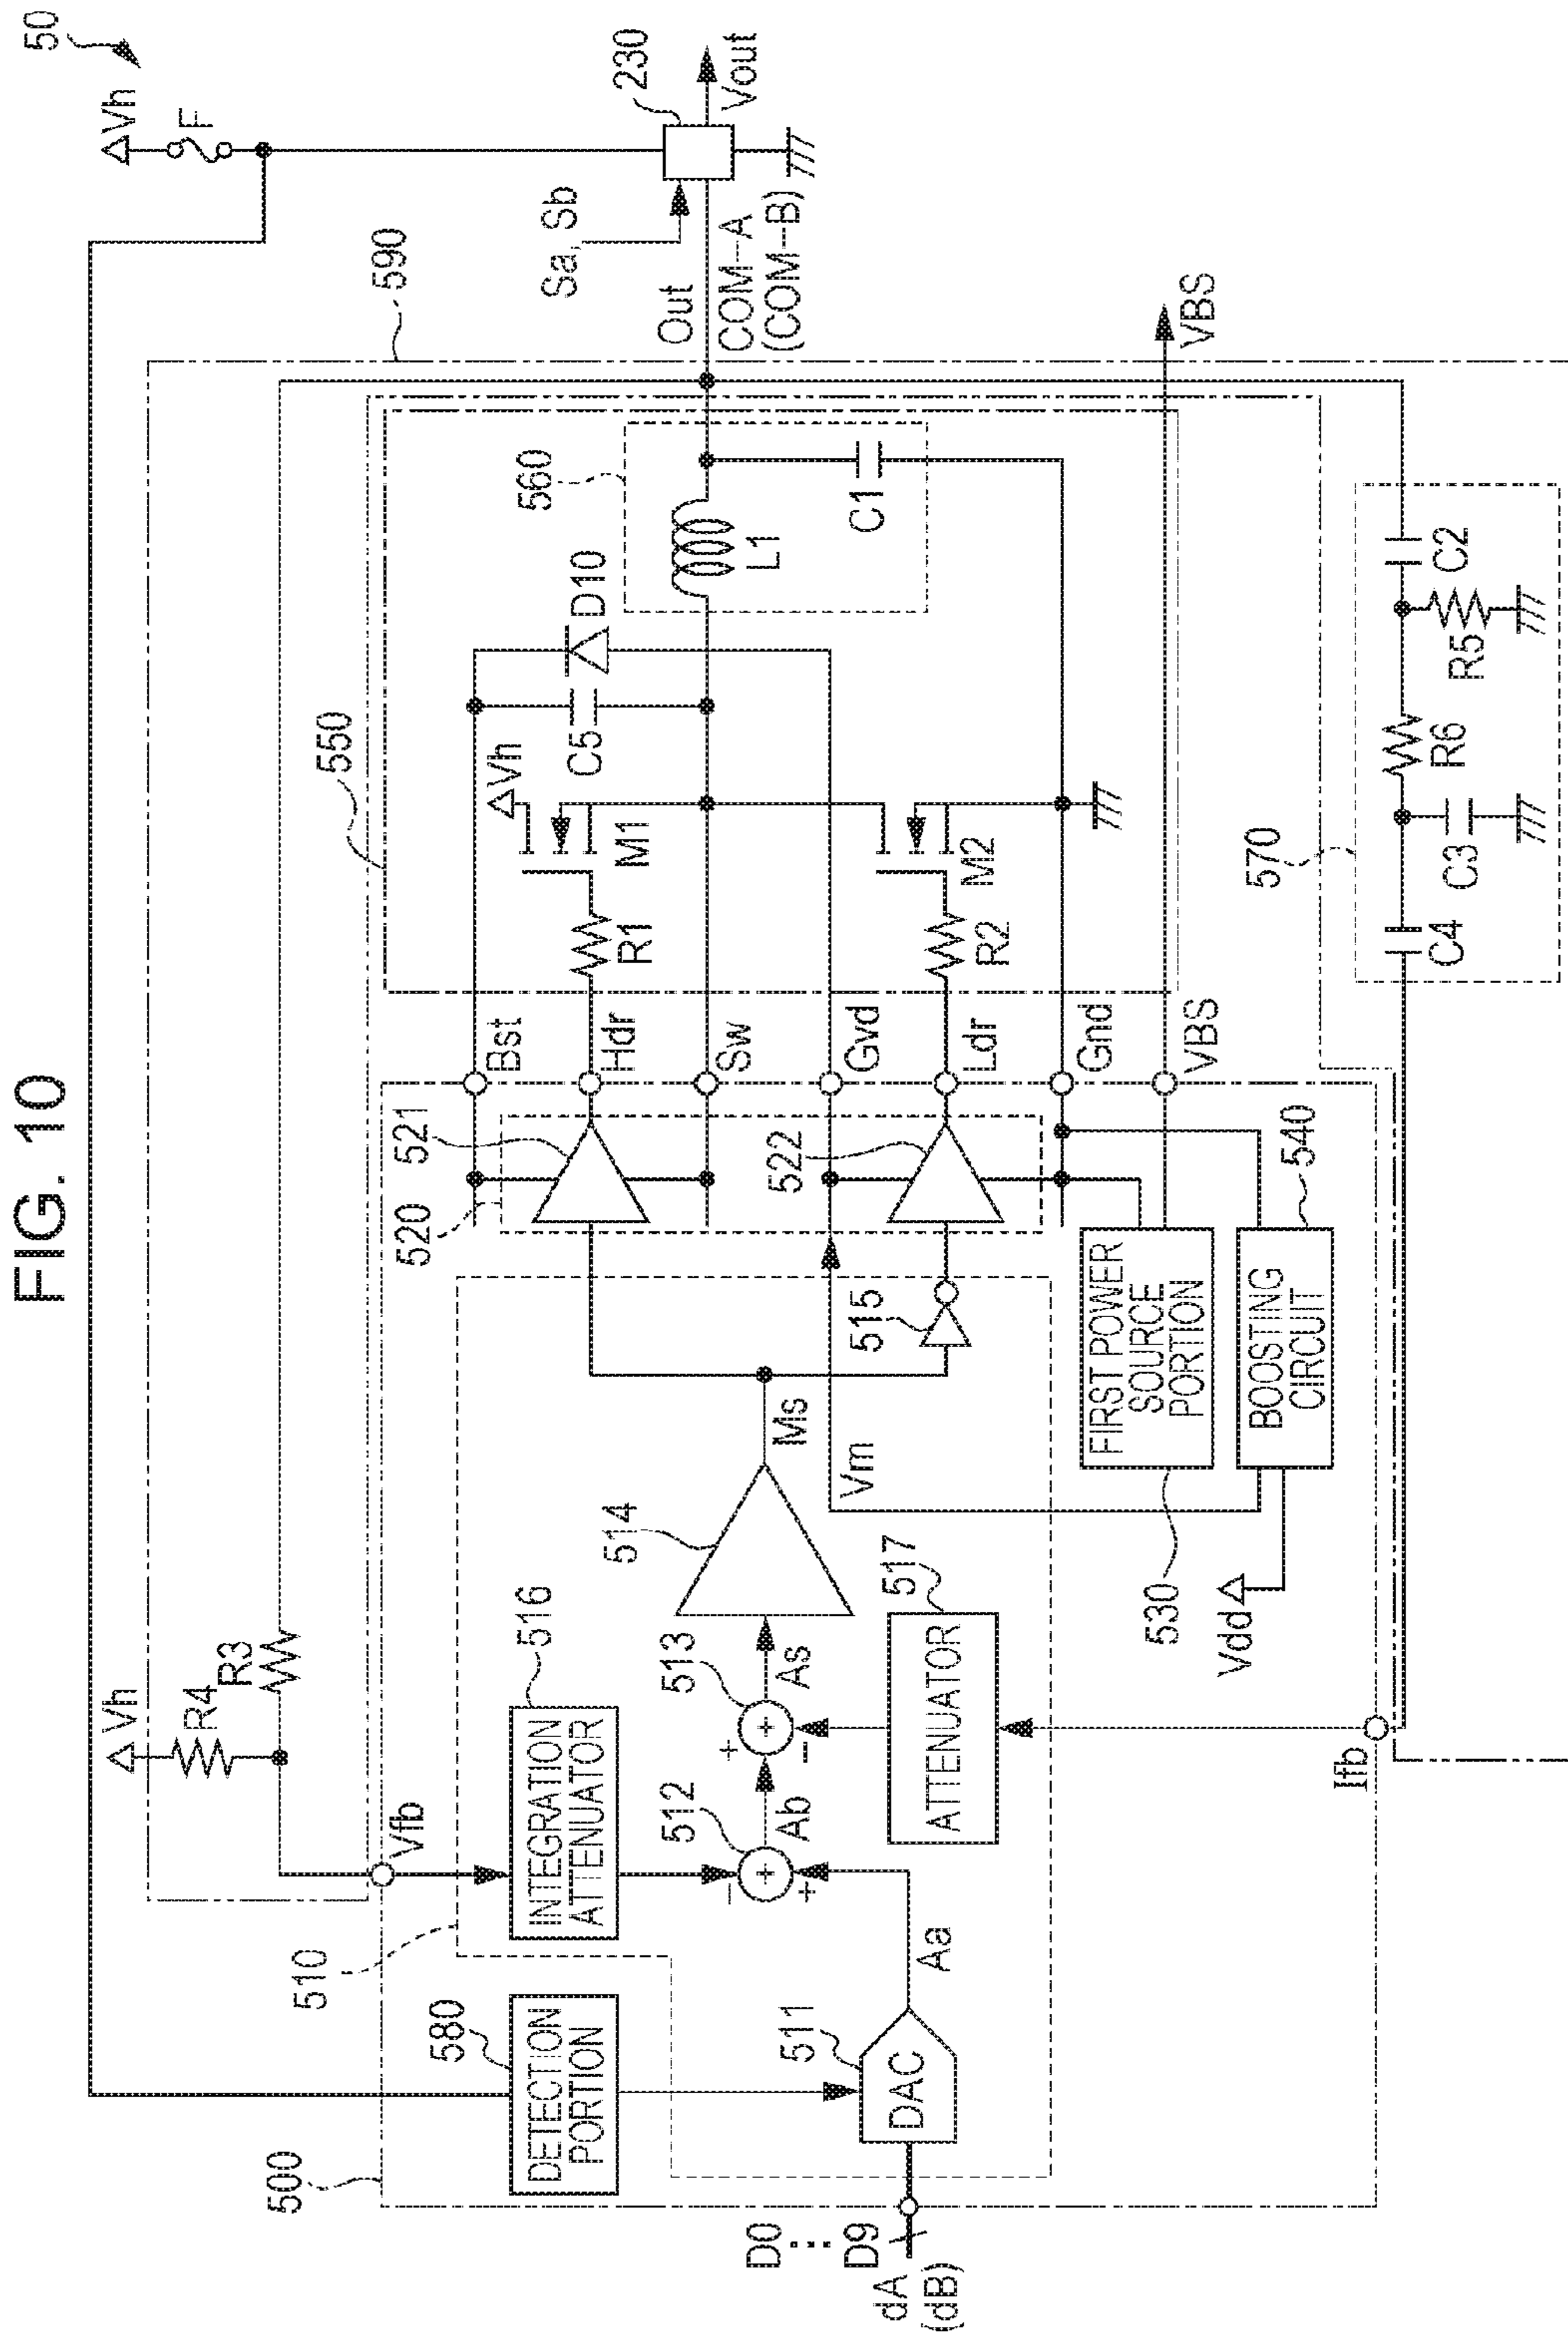 FIG. 10
50
Vh
F
230
Vout
Sa, Sb
Out
COM-A
(COM-B)
590
VBS
Vh
R4
R3
550
560
Vh
D10
C5
L1
C1
M1
R1
M2
R2
Bst
Hdr
Sw
Gvd
Ldr
Gnd
VBS
570
C4
C3
R6
R5
C2
500
510
580
DETECTION
PORTION
Vfb
516
INTEGRATION
ATTENUATOR
512
513
Ab
As
-
+
+
-
+
+
514
Ms
515
520
521
522
511
DAC
Aa
D0
D9
dA
(dB)
517
ATTENUATOR
Vm
530
FIRST POWER
SOURCE
PORTION
540
BOOSTING
CIRCUIT
Vdd
Ifb